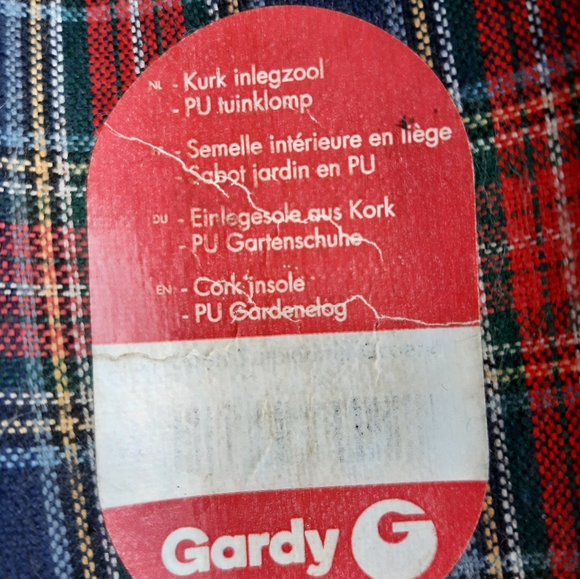 NL - Kurk inlegzool
- PU tuinklomp
- Semelle intérieure en liège
- Sabot jardin en PU
DU - Einlegesole aus Kork
- PU Gartenschuhe
EN - Cork insole
- PU Gardenclog
Gardy G